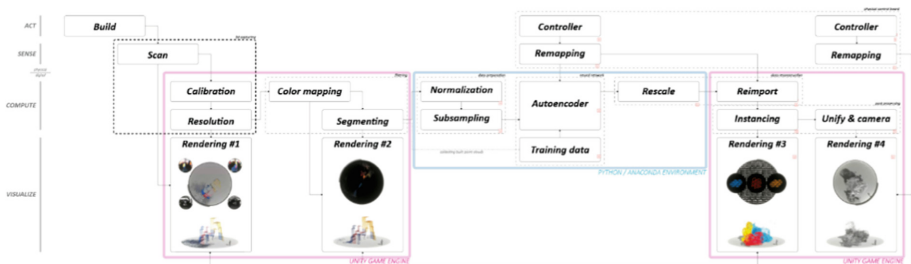 ACT
Build
Controller
Controller
SENSE
Scan
Remapping
Remapping
COMPUTE
Calibration
Color mapping
Normalization
Autoencoder
Rescale
Reimport
Resolution
Segmenting
Subsampling
Instancing
Unify & camera
Training data
VISUALIZE
Rendering #1
Rendering #2
Rendering #3
Rendering #4
PYTHON / ANACONDA ENVIRONMENT
UNITY GAME ENGINE
UNITY GAME ENGINE